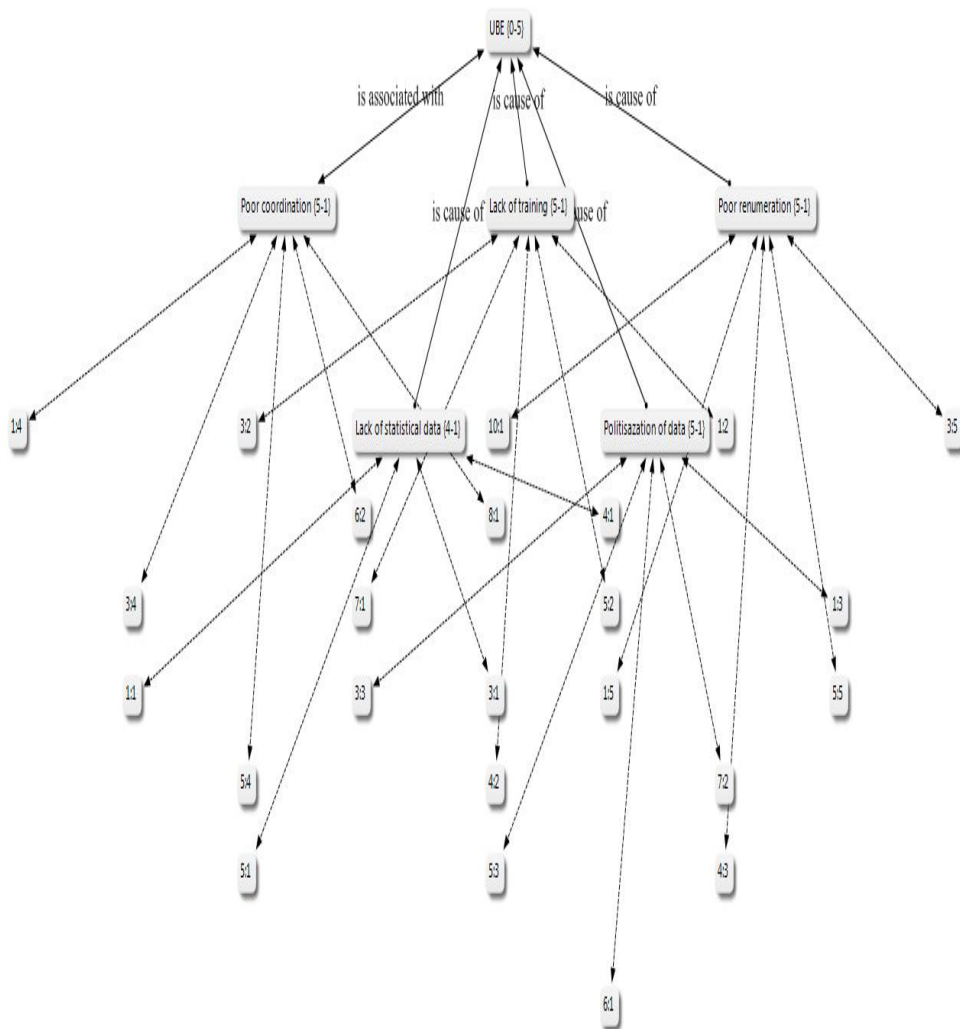 UBE {0-5}
is associated with
is cause of
is cause of
Poor coordination {5-1}
is cause of
Lack of training {5-1}
cause of
Poor renumeration {5-1}
1:4
3:2
Lack of statistical data {4-1}
10:1
Politisazation of data {5-1}
1:2
3:5
6:2
8:1
4:1
3:4
7:1
5:2
1:3
1:1
3:3
3:1
1:5
5:5
5:4
4:2
7:2
5:1
5:3
4:3
6:1